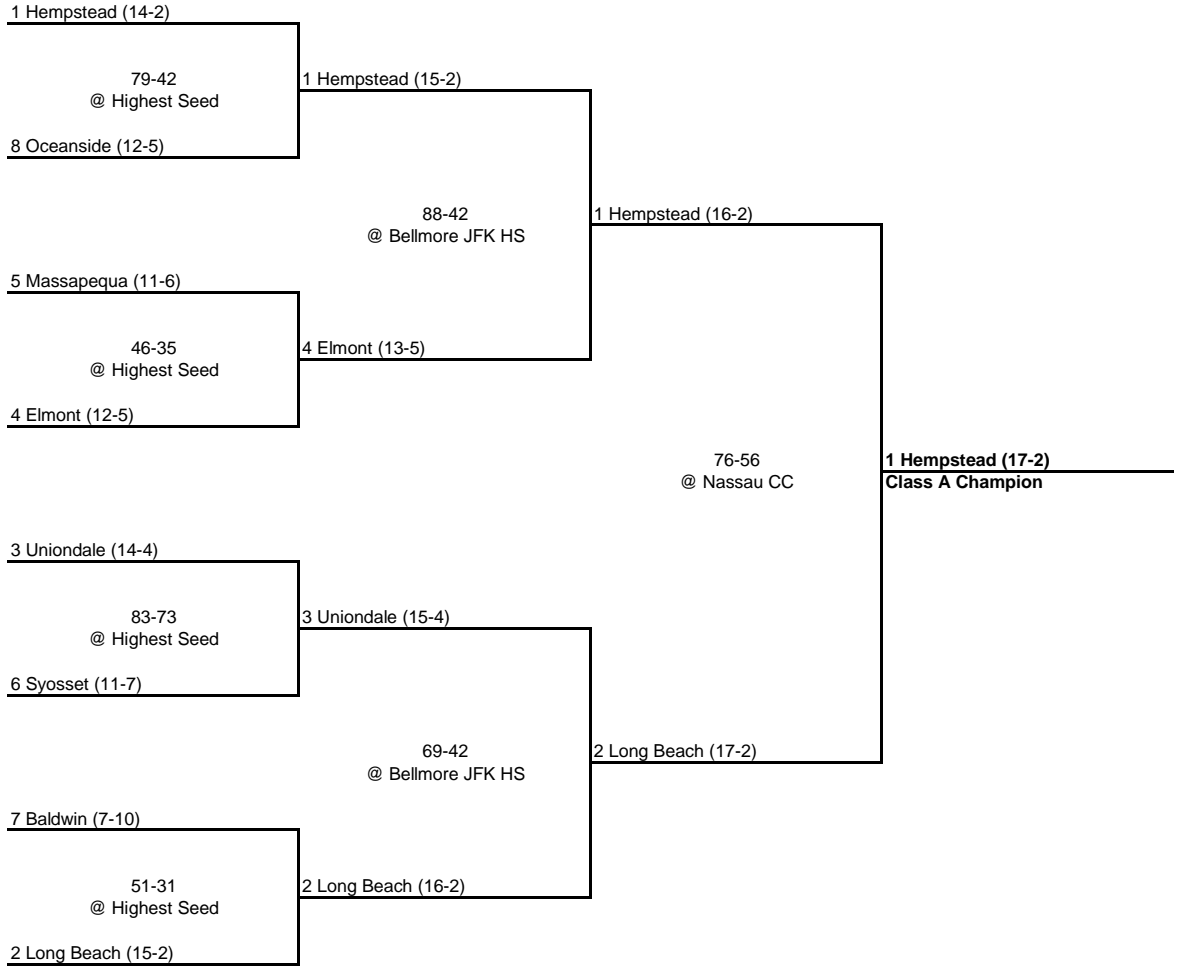 1 Hempstead (14-2)
79-42
@ Highest Seed
1 Hempstead (15-2)
8 Oceanside (12-5)
88-42
@ Bellmore JFK HS
1 Hempstead (16-2)
5 Massapequa (11-6)
46-35
@ Highest Seed
4 Elmont (13-5)
4 Elmont (12-5)
76-56
@ Nassau CC
1 Hempstead (17-2)
Class A Champion
3 Uniondale (14-4)
83-73
@ Highest Seed
3 Uniondale (15-4)
6 Syosset (11-7)
69-42
@ Bellmore JFK HS
2 Long Beach (17-2)
7 Baldwin (7-10)
51-31
@ Highest Seed
2 Long Beach (16-2)
2 Long Beach (15-2)